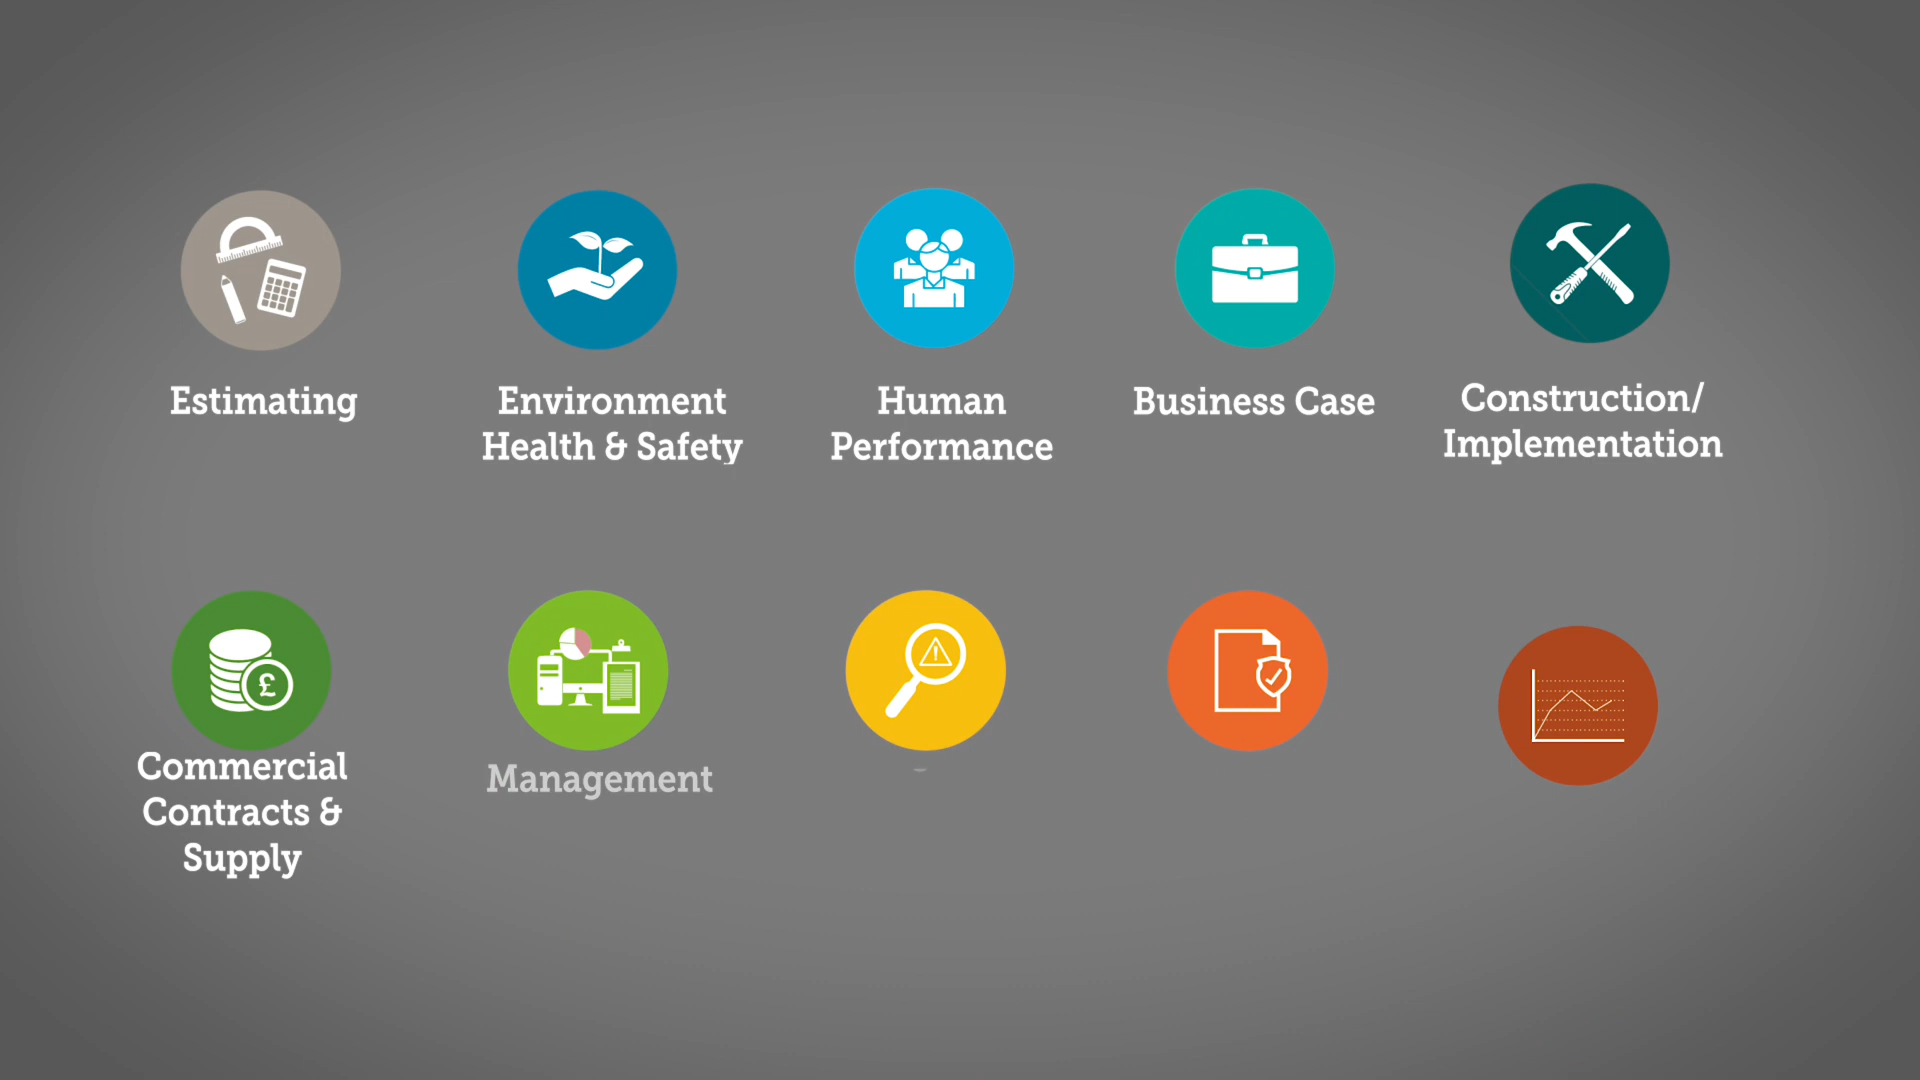 Estimating
Environment
Health & Safety
Human
Performance
Business Case
Construction/
Implementation
£
Commercial
Contracts &
Supply
Management